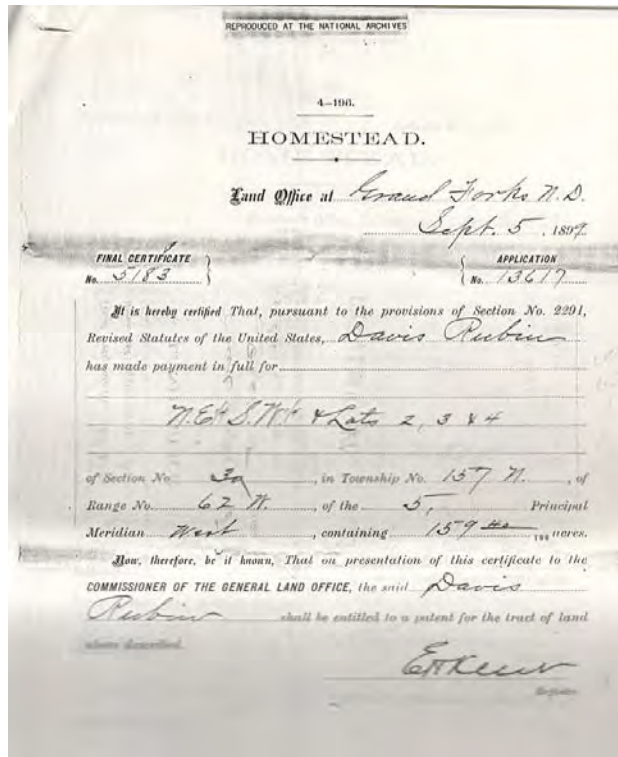 REPRODUCED AT THE NATIONAL ARCHIVES
4–196.
HOMESTEAD.
Land Office at Grand Forks N.D.
Sept. 5, 1897
FINAL CERTIFICATE
No. 5183
APPLICATION
No. 13617
It is hereby certified That, pursuant to the provisions of Section No. 2291,
Revised Statutes of the United States, Davis Rubin
has made payment in full for
N.E¼ S.W¼ & Lots 2, 3 & 4
of Section No. 30, in Township No. 157 N., of
Range No. 62 W., of the 5, Principal
Meridian West, containing 159 /100 acres.
Now, therefore, be it known, That on presentation of this certificate to the
COMMISSIONER OF THE GENERAL LAND OFFICE, the said Davis
Rubin shall be entitled to a patent for the tract of land
above described.
Register.